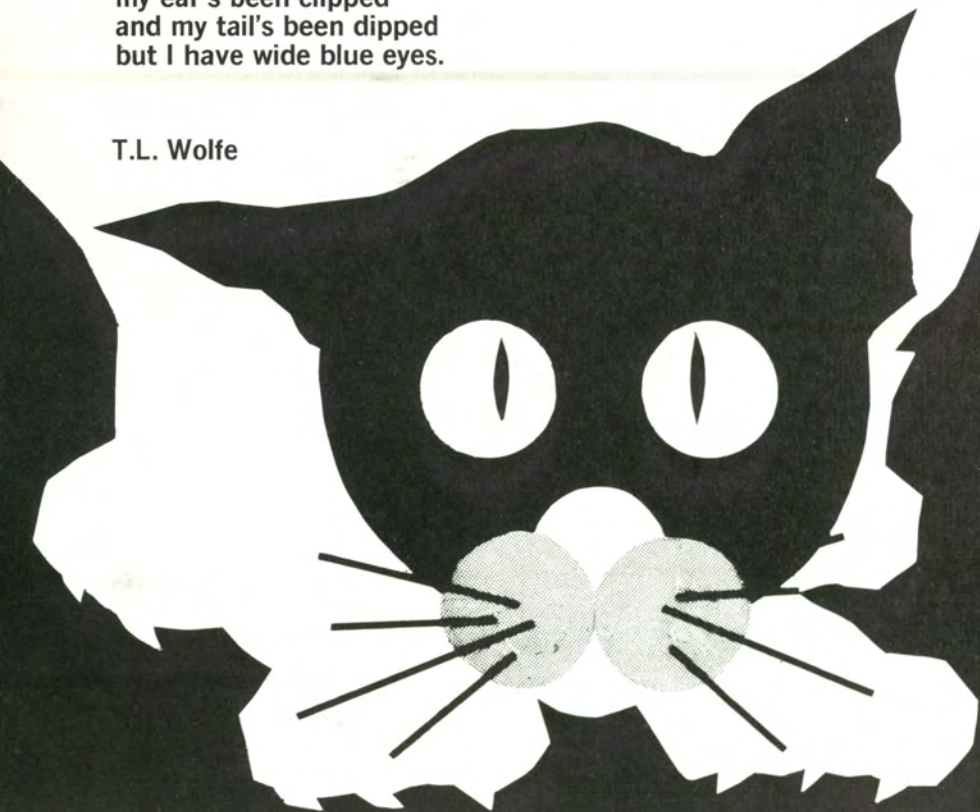 my ear's been clipped
and my tail's been dipped
but I have wide blue eyes.
T.L. Wolfe